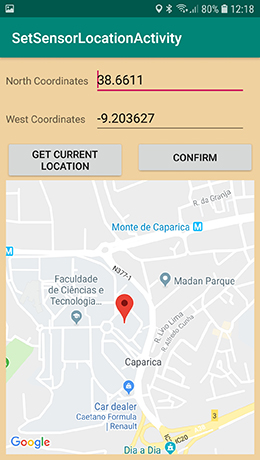 80% 12:18
SetSensorLocationActivity
North Coordinates 38.6611
West Coordinates -9.203627
GET CURRENT
LOCATION
CONFIRM
R. da Granja
Monte de Caparica M
M
N377-1
Faculdade
de Ciências e
Tecnologia...
Madan Parque
R. Lírio Lima
R. Alfredo Cunha
Caparica
Car dealer
Caetano Formula
| Renault
3
Dia a Dia
IC20
Google